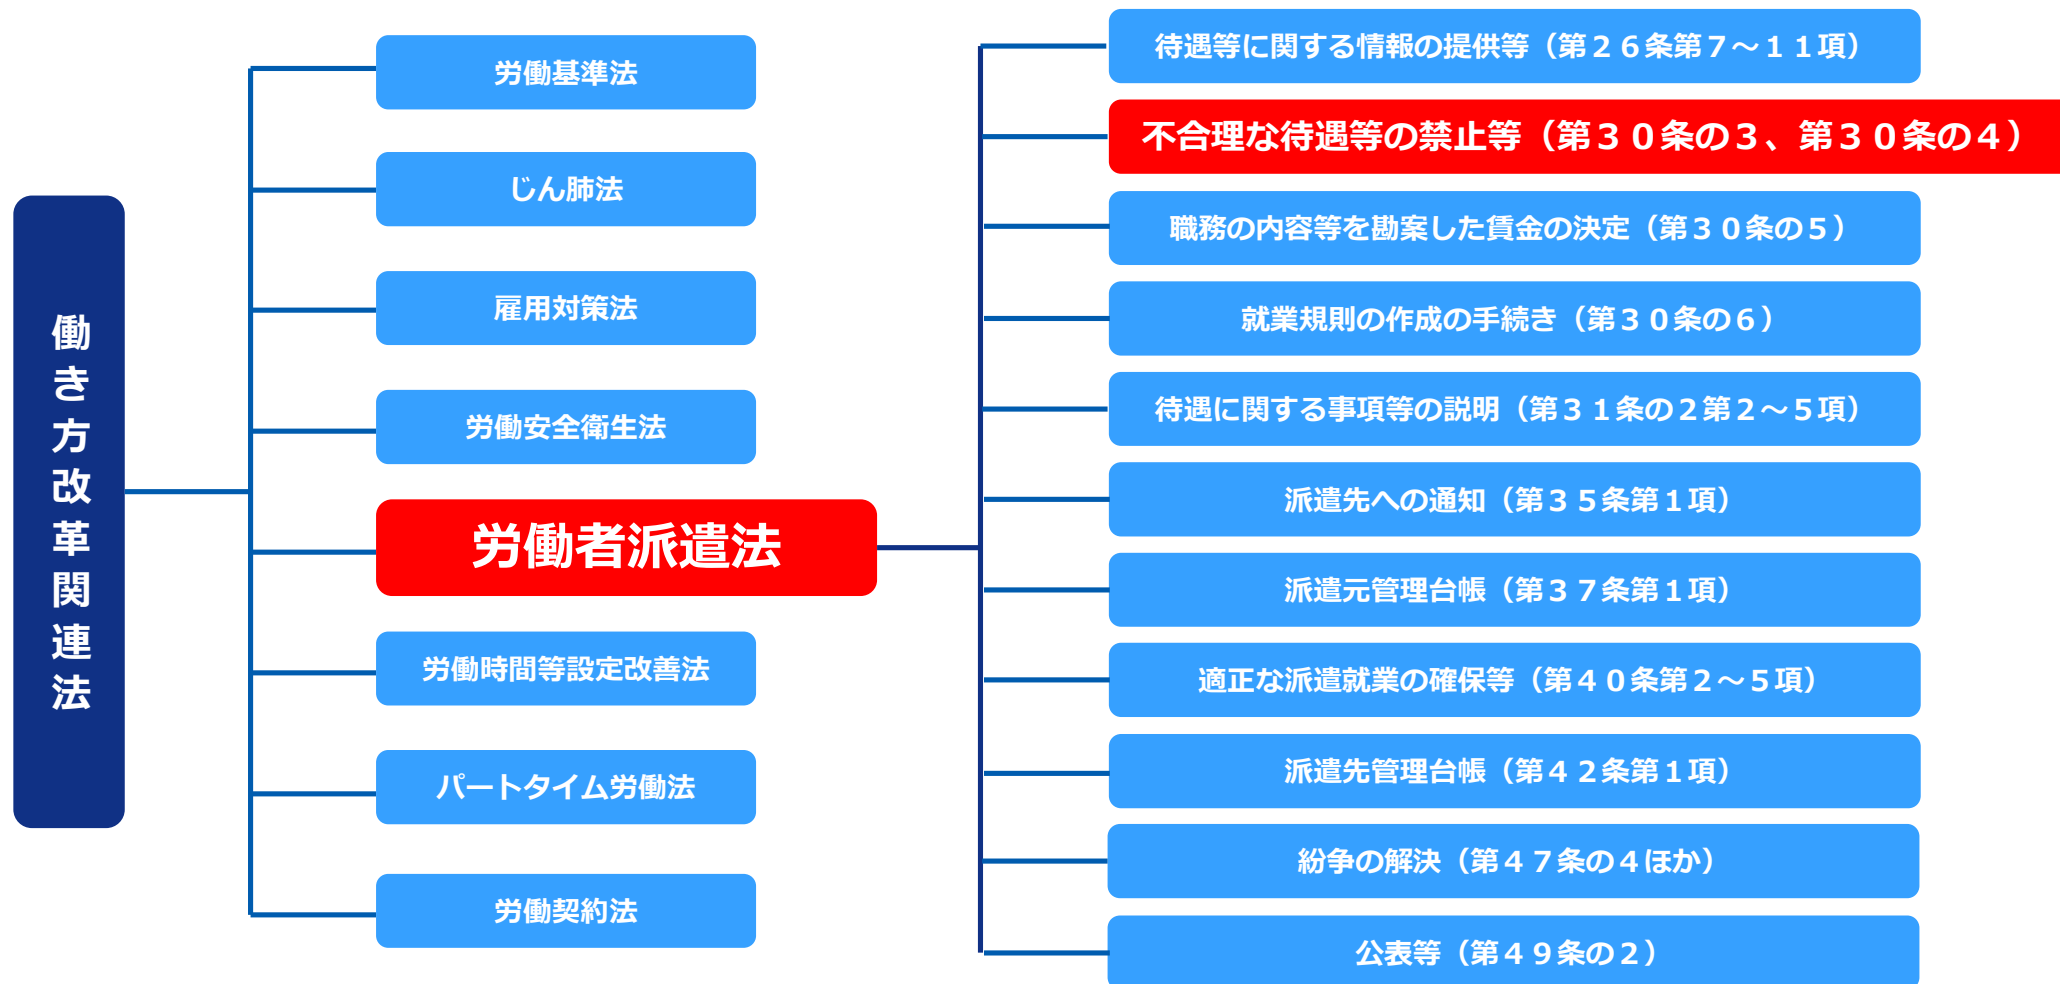 働き方改革関連法
労働基準法
じん肺法
雇用対策法
労働安全衛生法
労働者派遣法
労働時間等設定改善法
パートタイム労働法
労働契約法
待遇等に関する情報の提供等（第２６条第７～１１項）
不合理な待遇等の禁止等（第３０条の３、第３０条の４）
職務の内容等を勘案した賃金の決定（第３０条の５）
就業規則の作成の手続き（第３０条の６）
待遇に関する事項等の説明（第３１条の２第２～５項）
派遣先への通知（第３５条第１項）
派遣元管理台帳（第３７条第１項）
適正な派遣就業の確保等（第４０条第２～５項）
派遣先管理台帳（第４２条第１項）
紛争の解決（第４７条の４ほか）
公表等（第４９条の２）